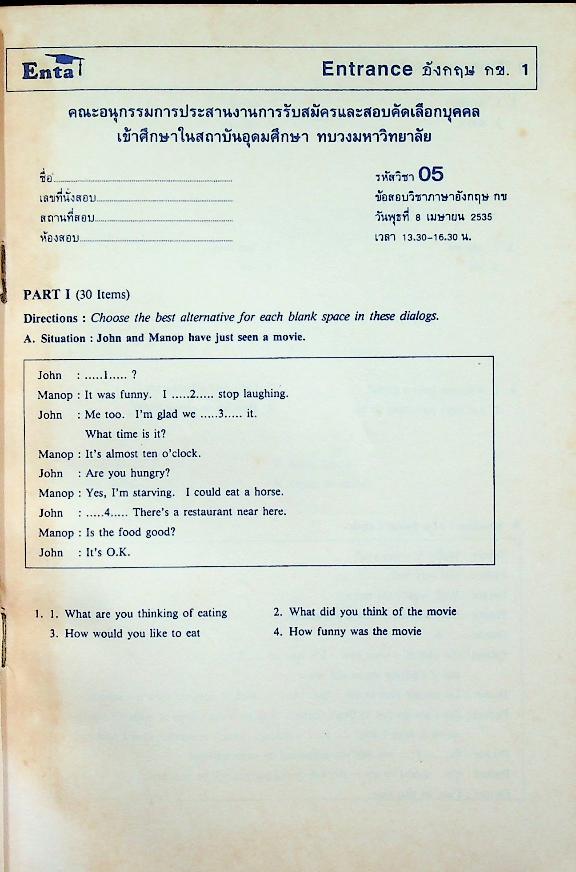 Enta
Entrance อังกฤษ กข. 1
คณะอนุกรรมการประสานงานการรับสมัครและสอบคัดเลือกบุคคล
เข้าศึกษาในสถาบันอุดมศึกษา ทบวงมหาวิทยาลัย
ชื่อ........................................ รหัสวิชา 05
เลขที่นั่งสอบ........................................ ข้อสอบวิชาภาษาอังกฤษ กข
สถานที่สอบ........................................ วันพุธที่ 8 เมษายน 2535
ห้องสอบ........................................ เวลา 13.30-16.30 น.
PART I (30 Items)
Directions : Choose the best alternative for each blank space in these dialogs.
A. Situation : John and Manop have just seen a movie.
John : .....1..... ?
Manop : It was funny. I .....2..... stop laughing.
John : Me too. I'm glad we .....3..... it.
What time is it?
Manop : It's almost ten o'clock.
John : Are you hungry?
Manop : Yes, I'm starving. I could eat a horse.
John : .....4..... There's a restaurant near here.
Manop : Is the food good?
John : It's O.K.
1. 1. What are you thinking of eating 2. What did you think of the movie
3. How would you like to eat 4. How funny was the movie